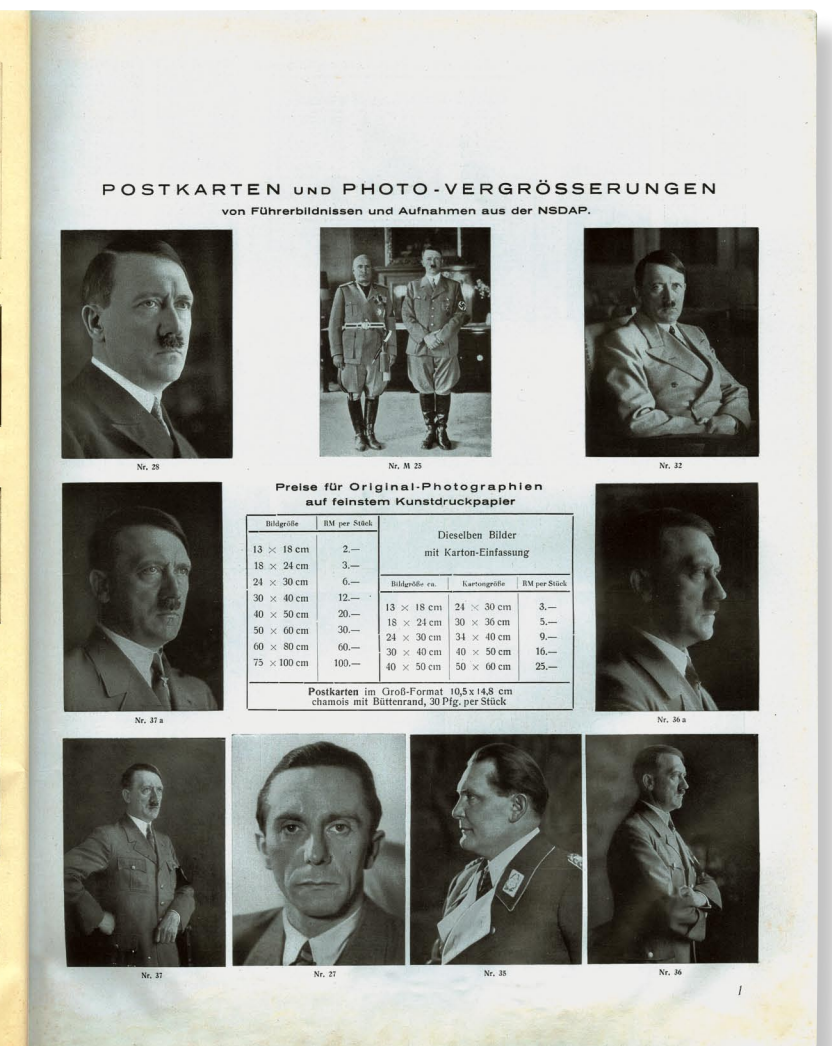 POSTKARTEN UND PHOTO-VERGRÖSSERUNGEN
von Führerbildnissen und Aufnahmen aus der NSDAP.
Nr. 28
Nr. M 25
Nr. 32
Preise für Original-Photographien
auf feinstem Kunstdruckpapier
Bildgröße RM per Stück
13 × 18 cm 2.—
18 × 24 cm 3.—
24 × 30 cm 6.—
30 × 40 cm 12.—
40 × 50 cm 20.—
50 × 60 cm 30.—
60 × 80 cm 60.—
75 × 100 cm 100.—
Dieselben Bilder
mit Karton-Einfassung
Bildgröße ca. Kartongröße RM per Stück
13 × 18 cm 24 × 30 cm 3.—
18 × 24 cm 30 × 36 cm 5.—
24 × 30 cm 34 × 40 cm 9.—
30 × 40 cm 40 × 50 cm 16.—
40 × 50 cm 50 × 60 cm 25.—
Postkarten im Groß-Format 10,5 x 14,8 cm
chamois mit Büttenrand, 30 Pfg. per Stück
Nr. 37 a
Nr. 36 a
Nr. 37
Nr. 27
Nr. 35
Nr. 36
1